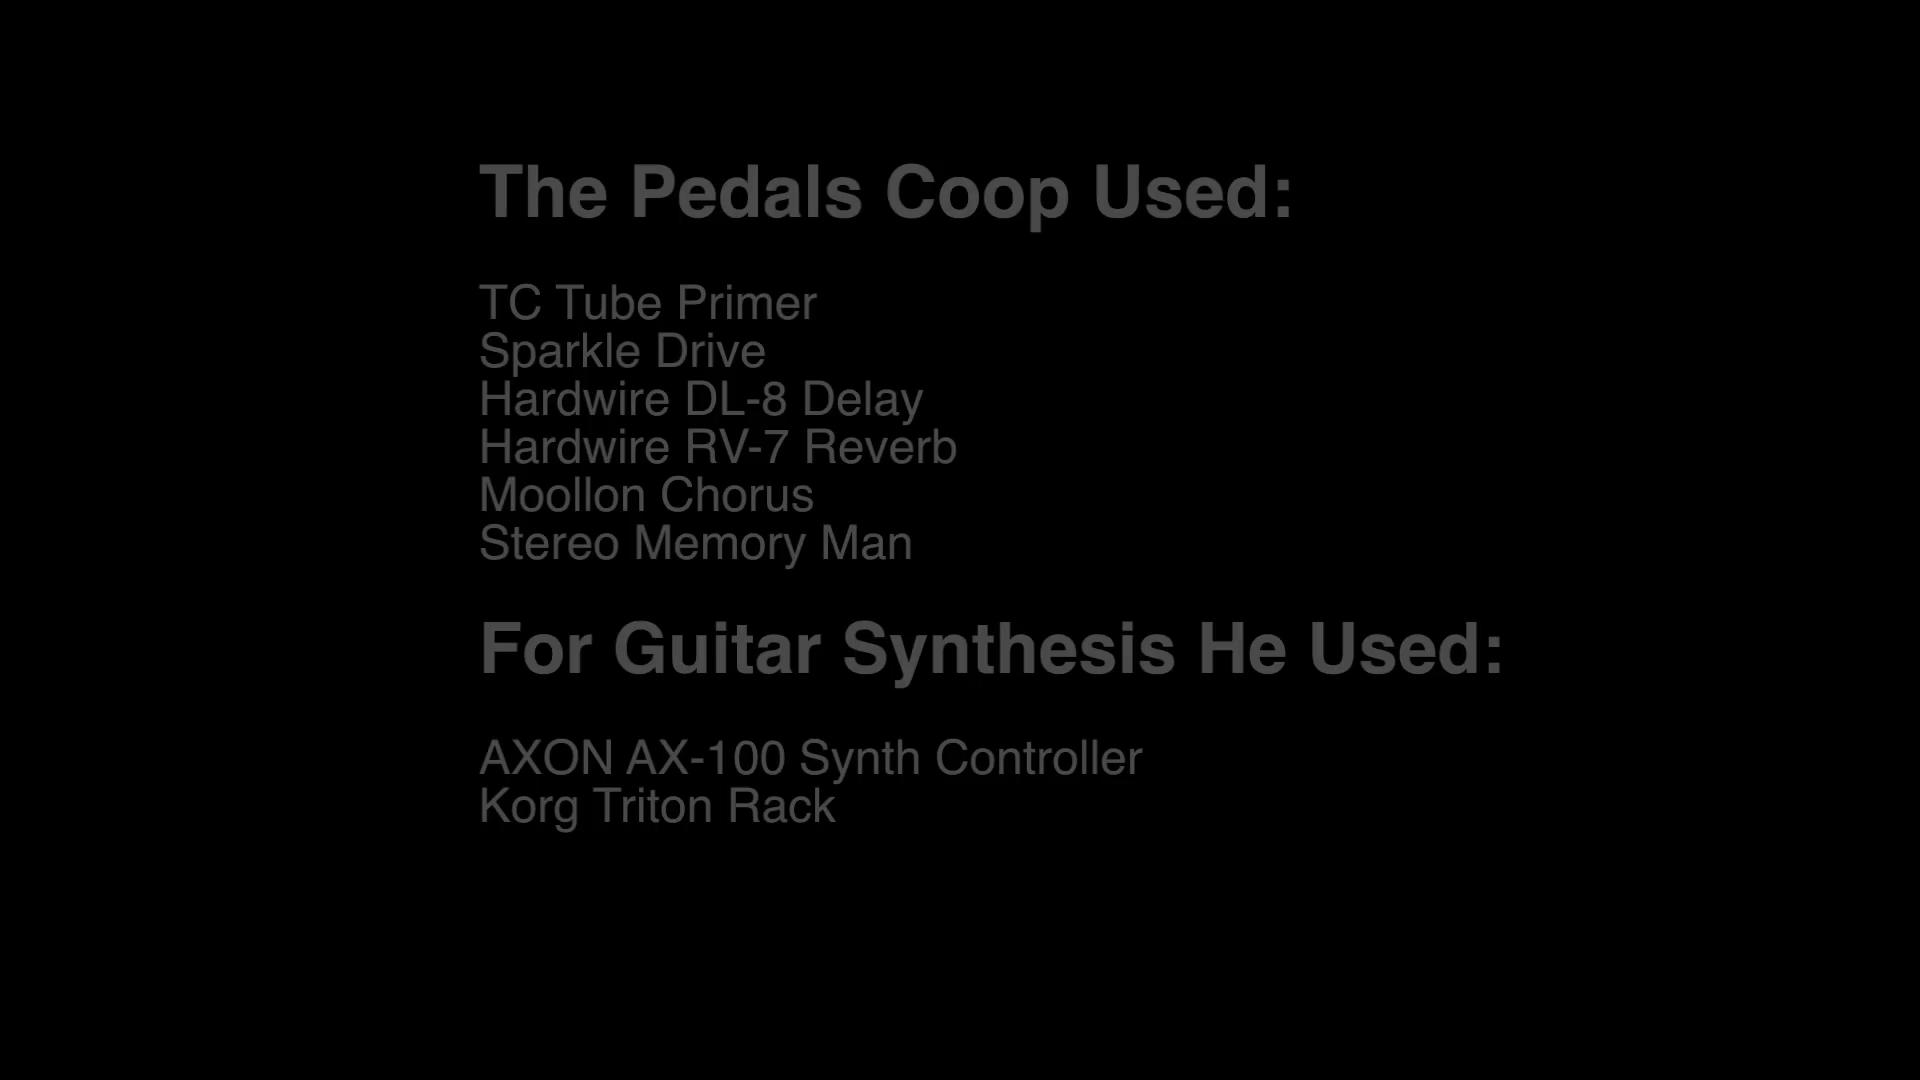 The Pedals Coop Used:
TC Tube Primer
Sparkle Drive
Hardwire DL-8 Delay
Hardwire RV-7 Reverb
Moollon Chorus
Stereo Memory Man
For Guitar Synthesis He Used:
AXON AX-100 Synth Controller
Korg Triton Rack